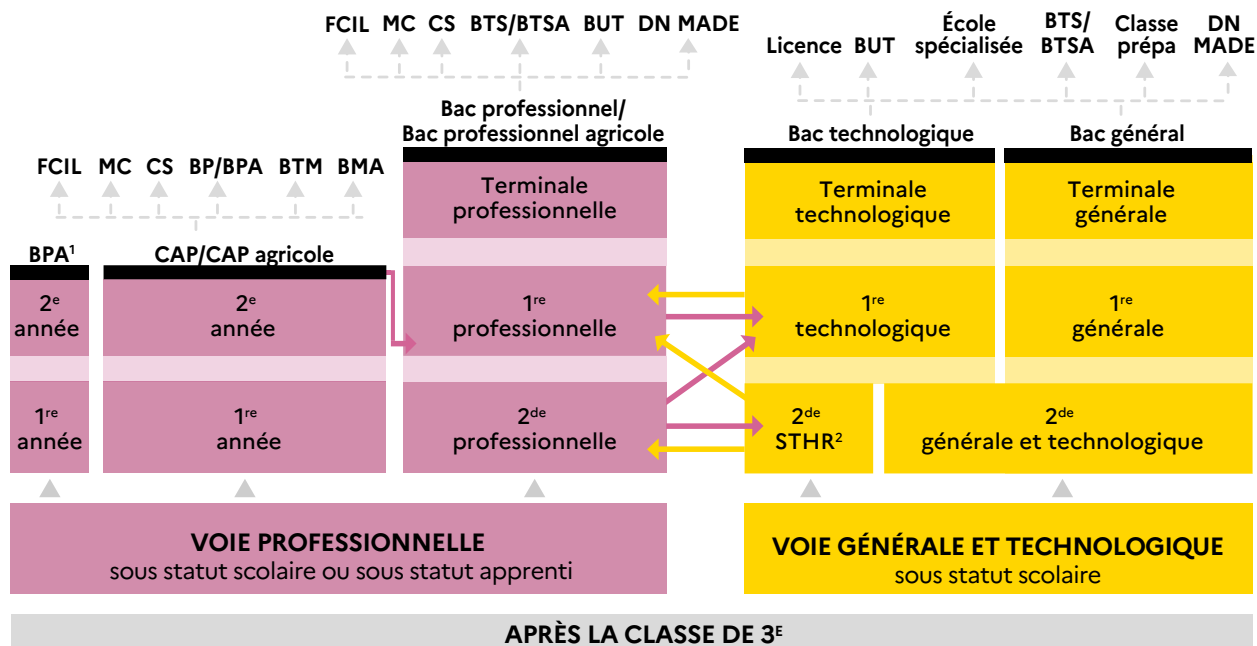 FCIL MC CS BTS/BTSA BUT DN MADE
Licence BUT École spécialisée BTS/ BTSA Classe prépa DN MADE
Bac professionnel/
Bac professionnel agricole
Bac technologique
Bac général
FCIL MC CS BP/BPA BTM BMA
BPA¹
CAP/CAP agricole
Terminale
professionnelle
Terminale
technologique
Terminale
générale
2e
année
2e
année
1re
professionnelle
1re
technologique
1re
générale
1re
année
1re
année
2de
professionnelle
2de
STHR²
2de
générale et technologique
VOIE PROFESSIONNELLE
sous statut scolaire ou sous statut apprenti
VOIE GÉNÉRALE ET TECHNOLOGIQUE
sous statut scolaire
APRÈS LA CLASSE DE 3E